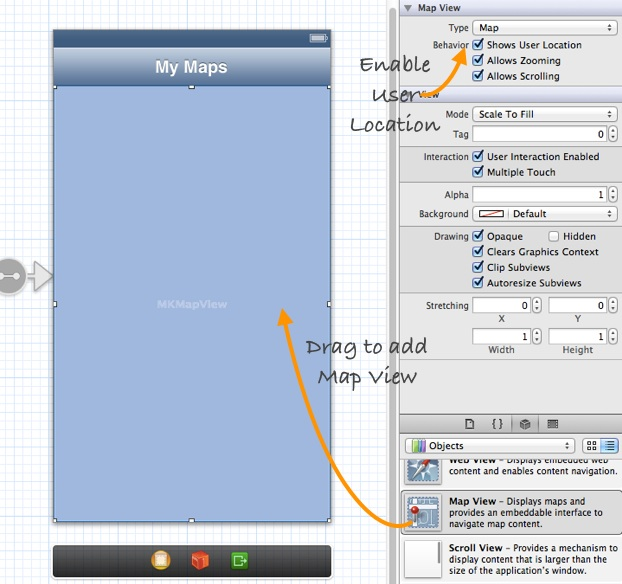 My Maps
MKMapView
Enable
User
Location
Drag to add
Map View
Map View
Type Map
Behavior Shows User Location
Allows Zooming
Allows Scrolling
View
Mode Scale To Fill
Tag 0
Interaction User Interaction Enabled
Multiple Touch
Alpha 1
Background Default
Drawing Opaque Hidden
Clears Graphics Context
Clip Subviews
Autoresize Subviews
Stretching 0 0
X Y
1 1
Width Height
{ }
Objects
Web View - Displays embedded web
content and enables content navigation.
Map View - Displays maps and
provides an embeddable interface to
navigate map content.
Scroll View - Provides a mechanism to
display content that is larger than the
size of the application's window.